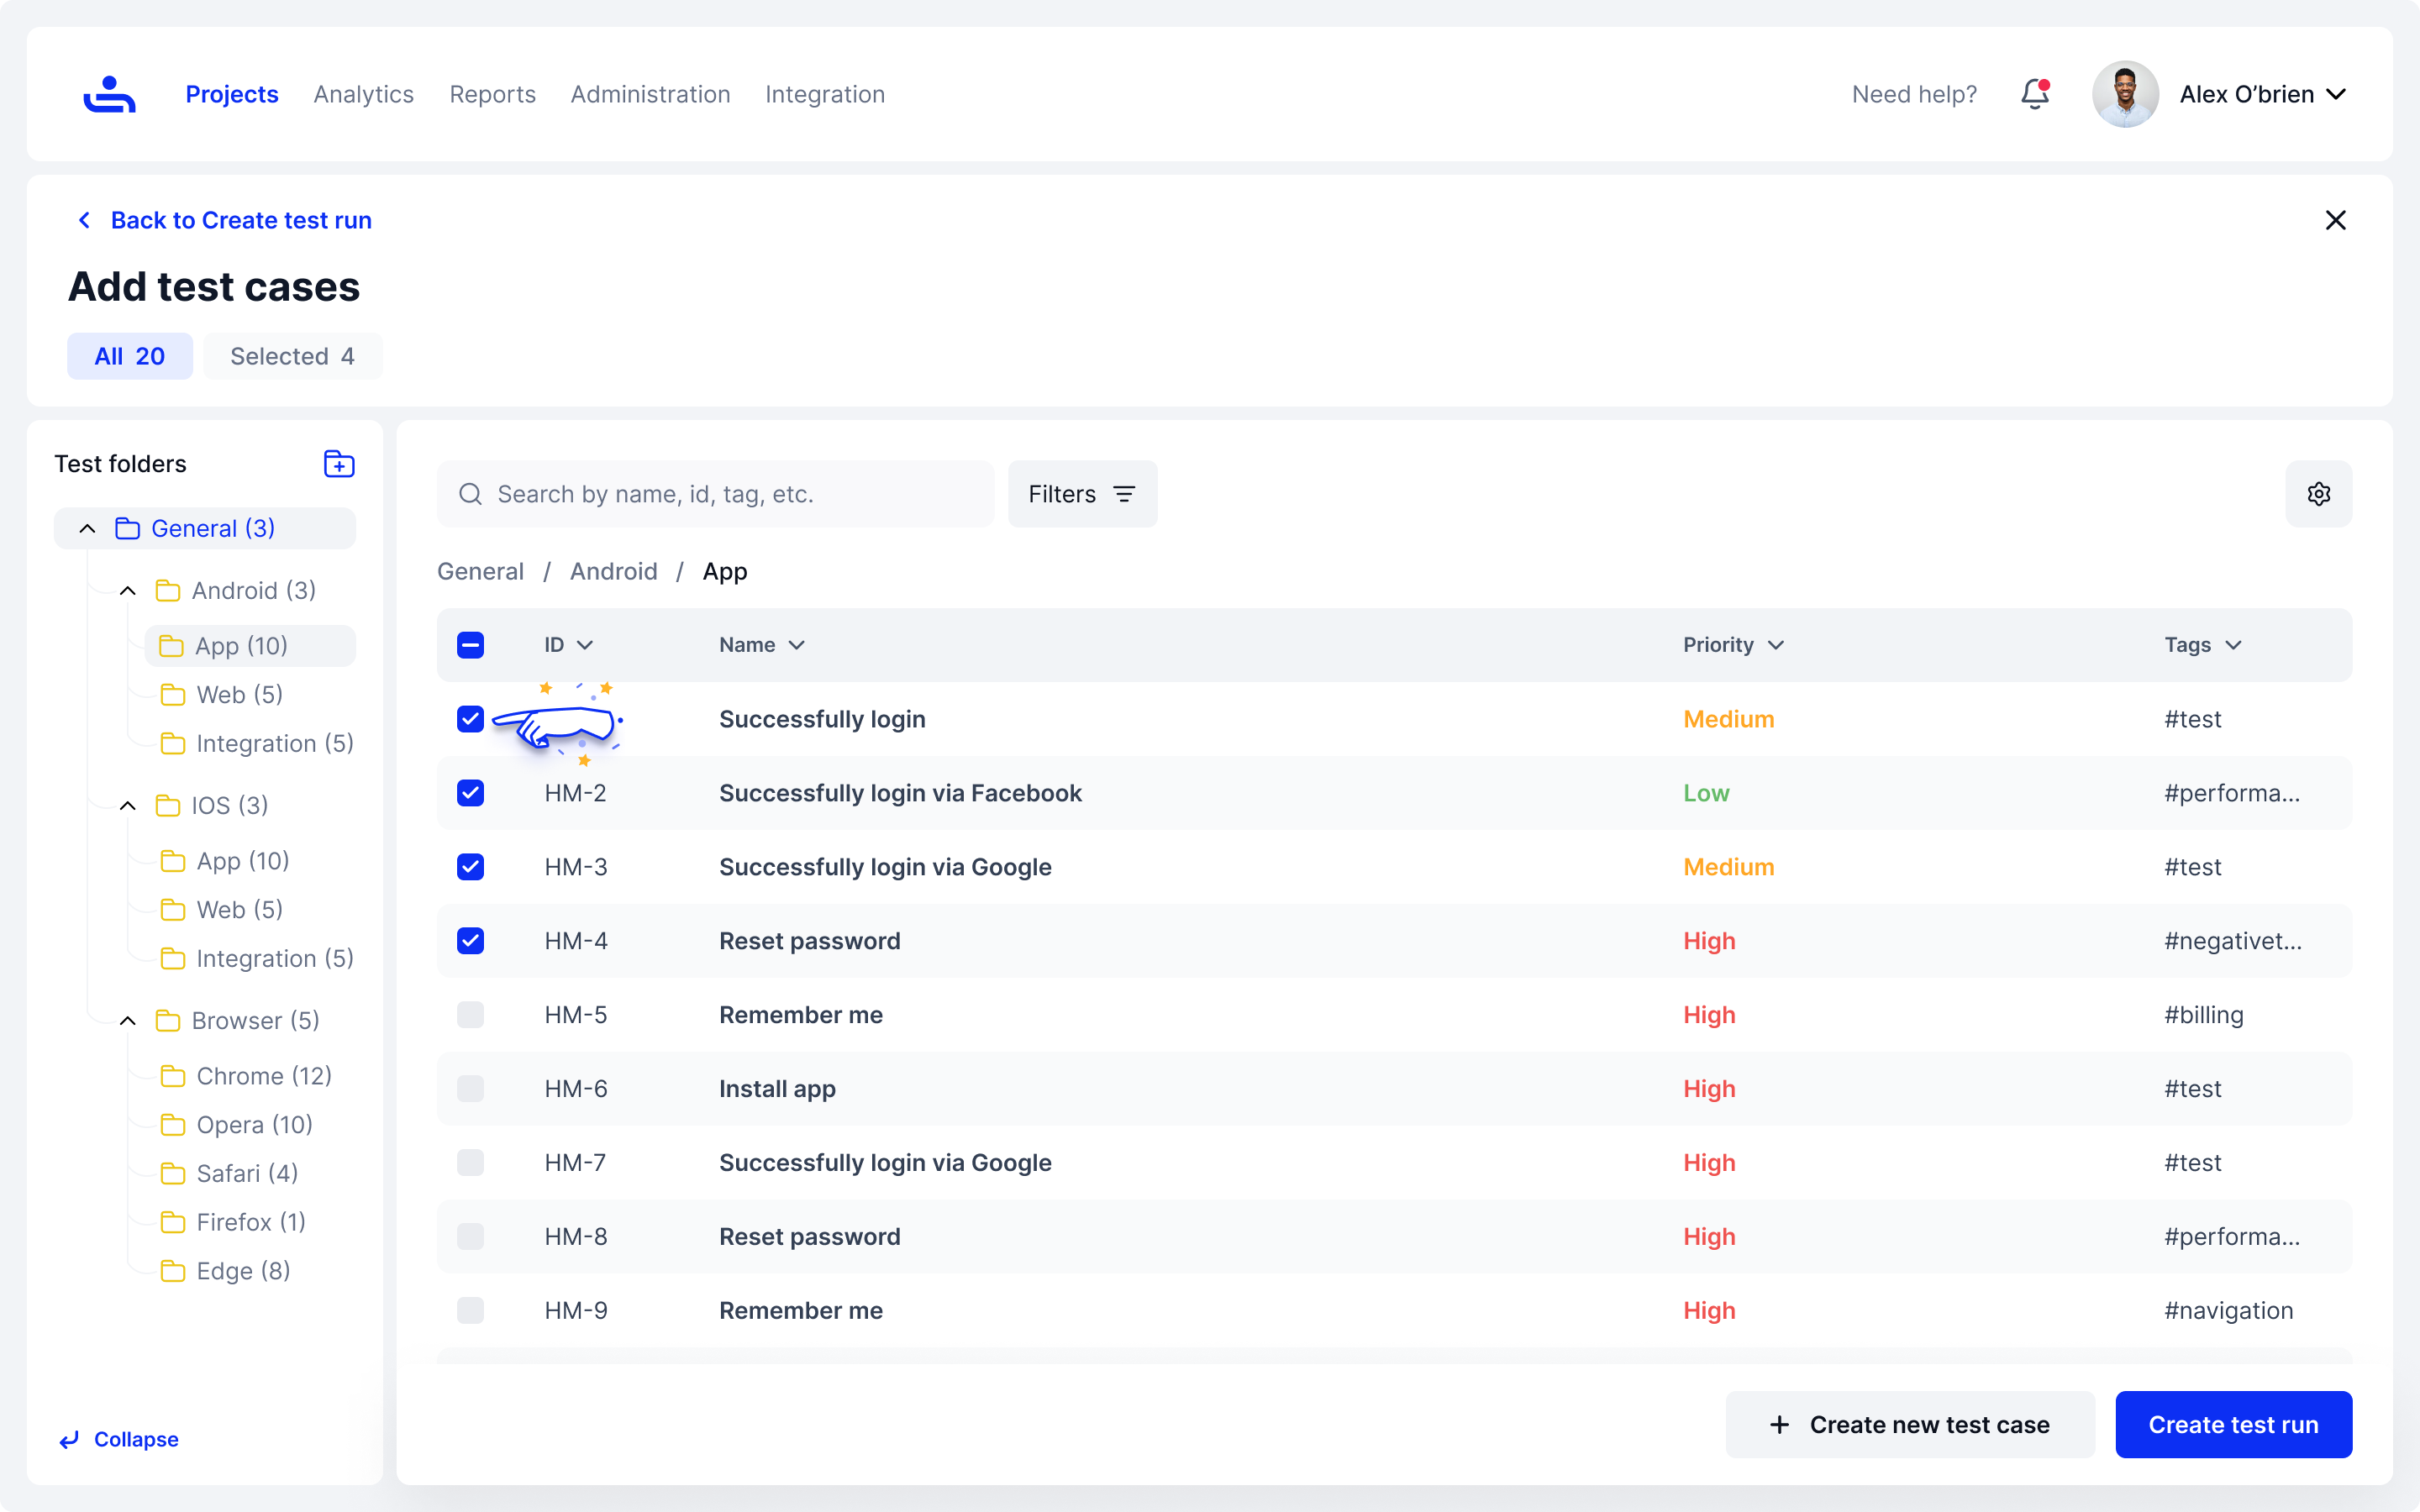 Projects Analytics Reports Administration Integration Need help? Alex O’brien
Back to Create test run
Add test cases
All 20 Selected 4
Test folders
General (3)
Android (3)
App (10)
Web (5)
Integration (5)
IOS (3)
App (10)
Web (5)
Integration (5)
Browser (5)
Chrome (12)
Opera (10)
Safari (4)
Firefox (1)
Edge (8)
Collapse
Search by name, id, tag, etc. Filters
General / Android / App
ID Name Priority Tags
Successfully login Medium #test
HM-2 Successfully login via Facebook Low #performa...
HM-3 Successfully login via Google Medium #test
HM-4 Reset password High #negativet...
HM-5 Remember me High #billing
HM-6 Install app High #test
HM-7 Successfully login via Google High #test
HM-8 Reset password High #performa...
HM-9 Remember me High #navigation
+ Create new test case Create test run